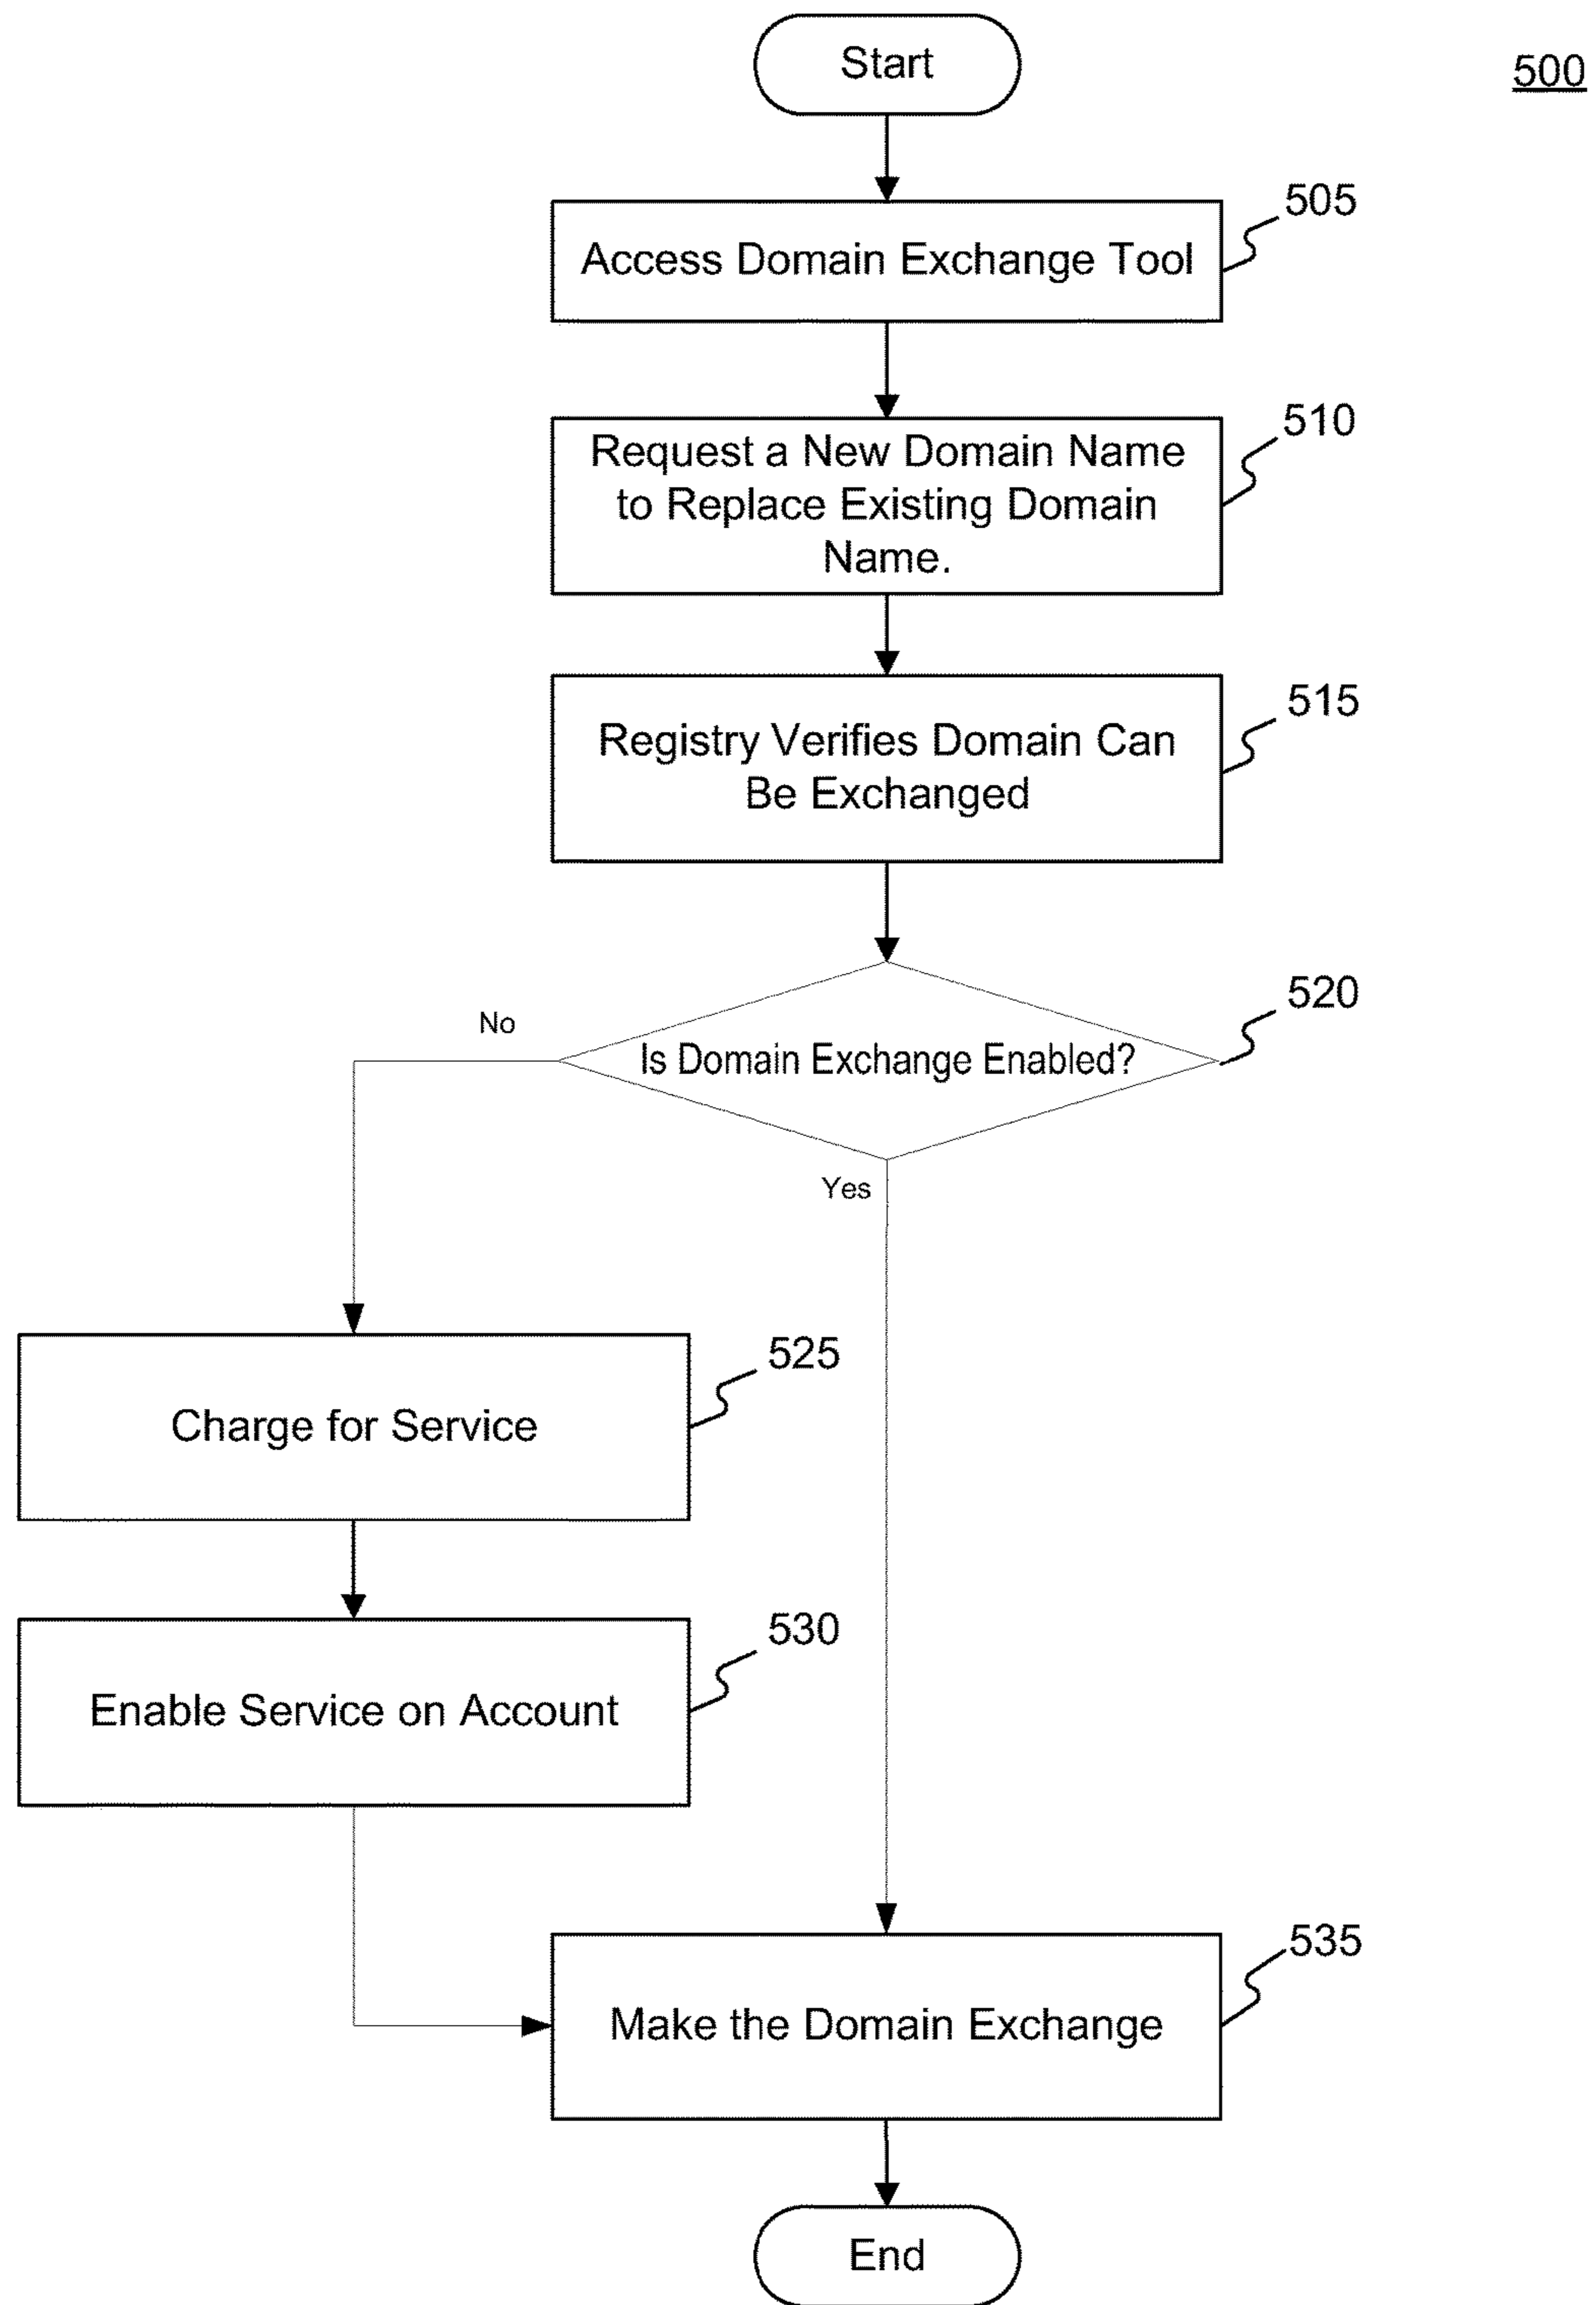 Start
500
505
Access Domain Exchange Tool
510
Request a New Domain Name
to Replace Existing Domain
Name.
515
Registry Verifies Domain Can
Be Exchanged
520
No
Is Domain Exchange Enabled?
Yes
525
Charge for Service
530
Enable Service on Account
535
Make the Domain Exchange
End